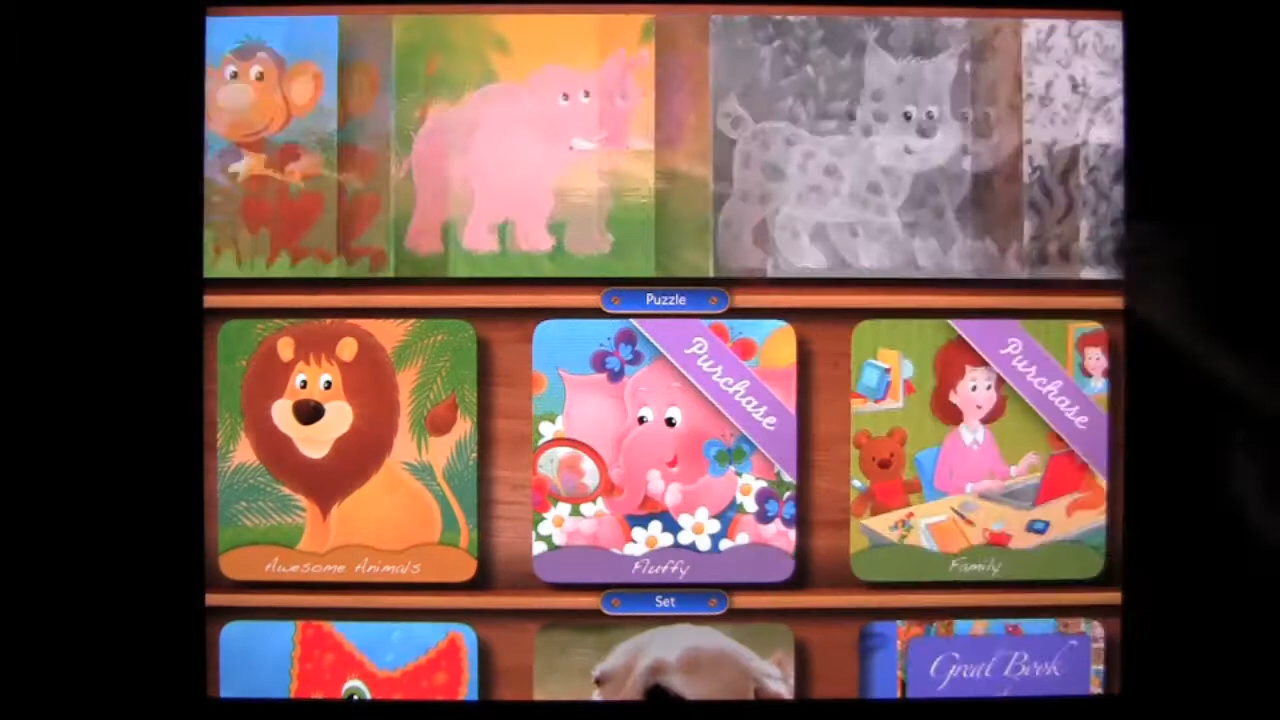 Puzzle
Purchase
Purchase
Awesome Animals
Fluffy
Family
Set
Great Book